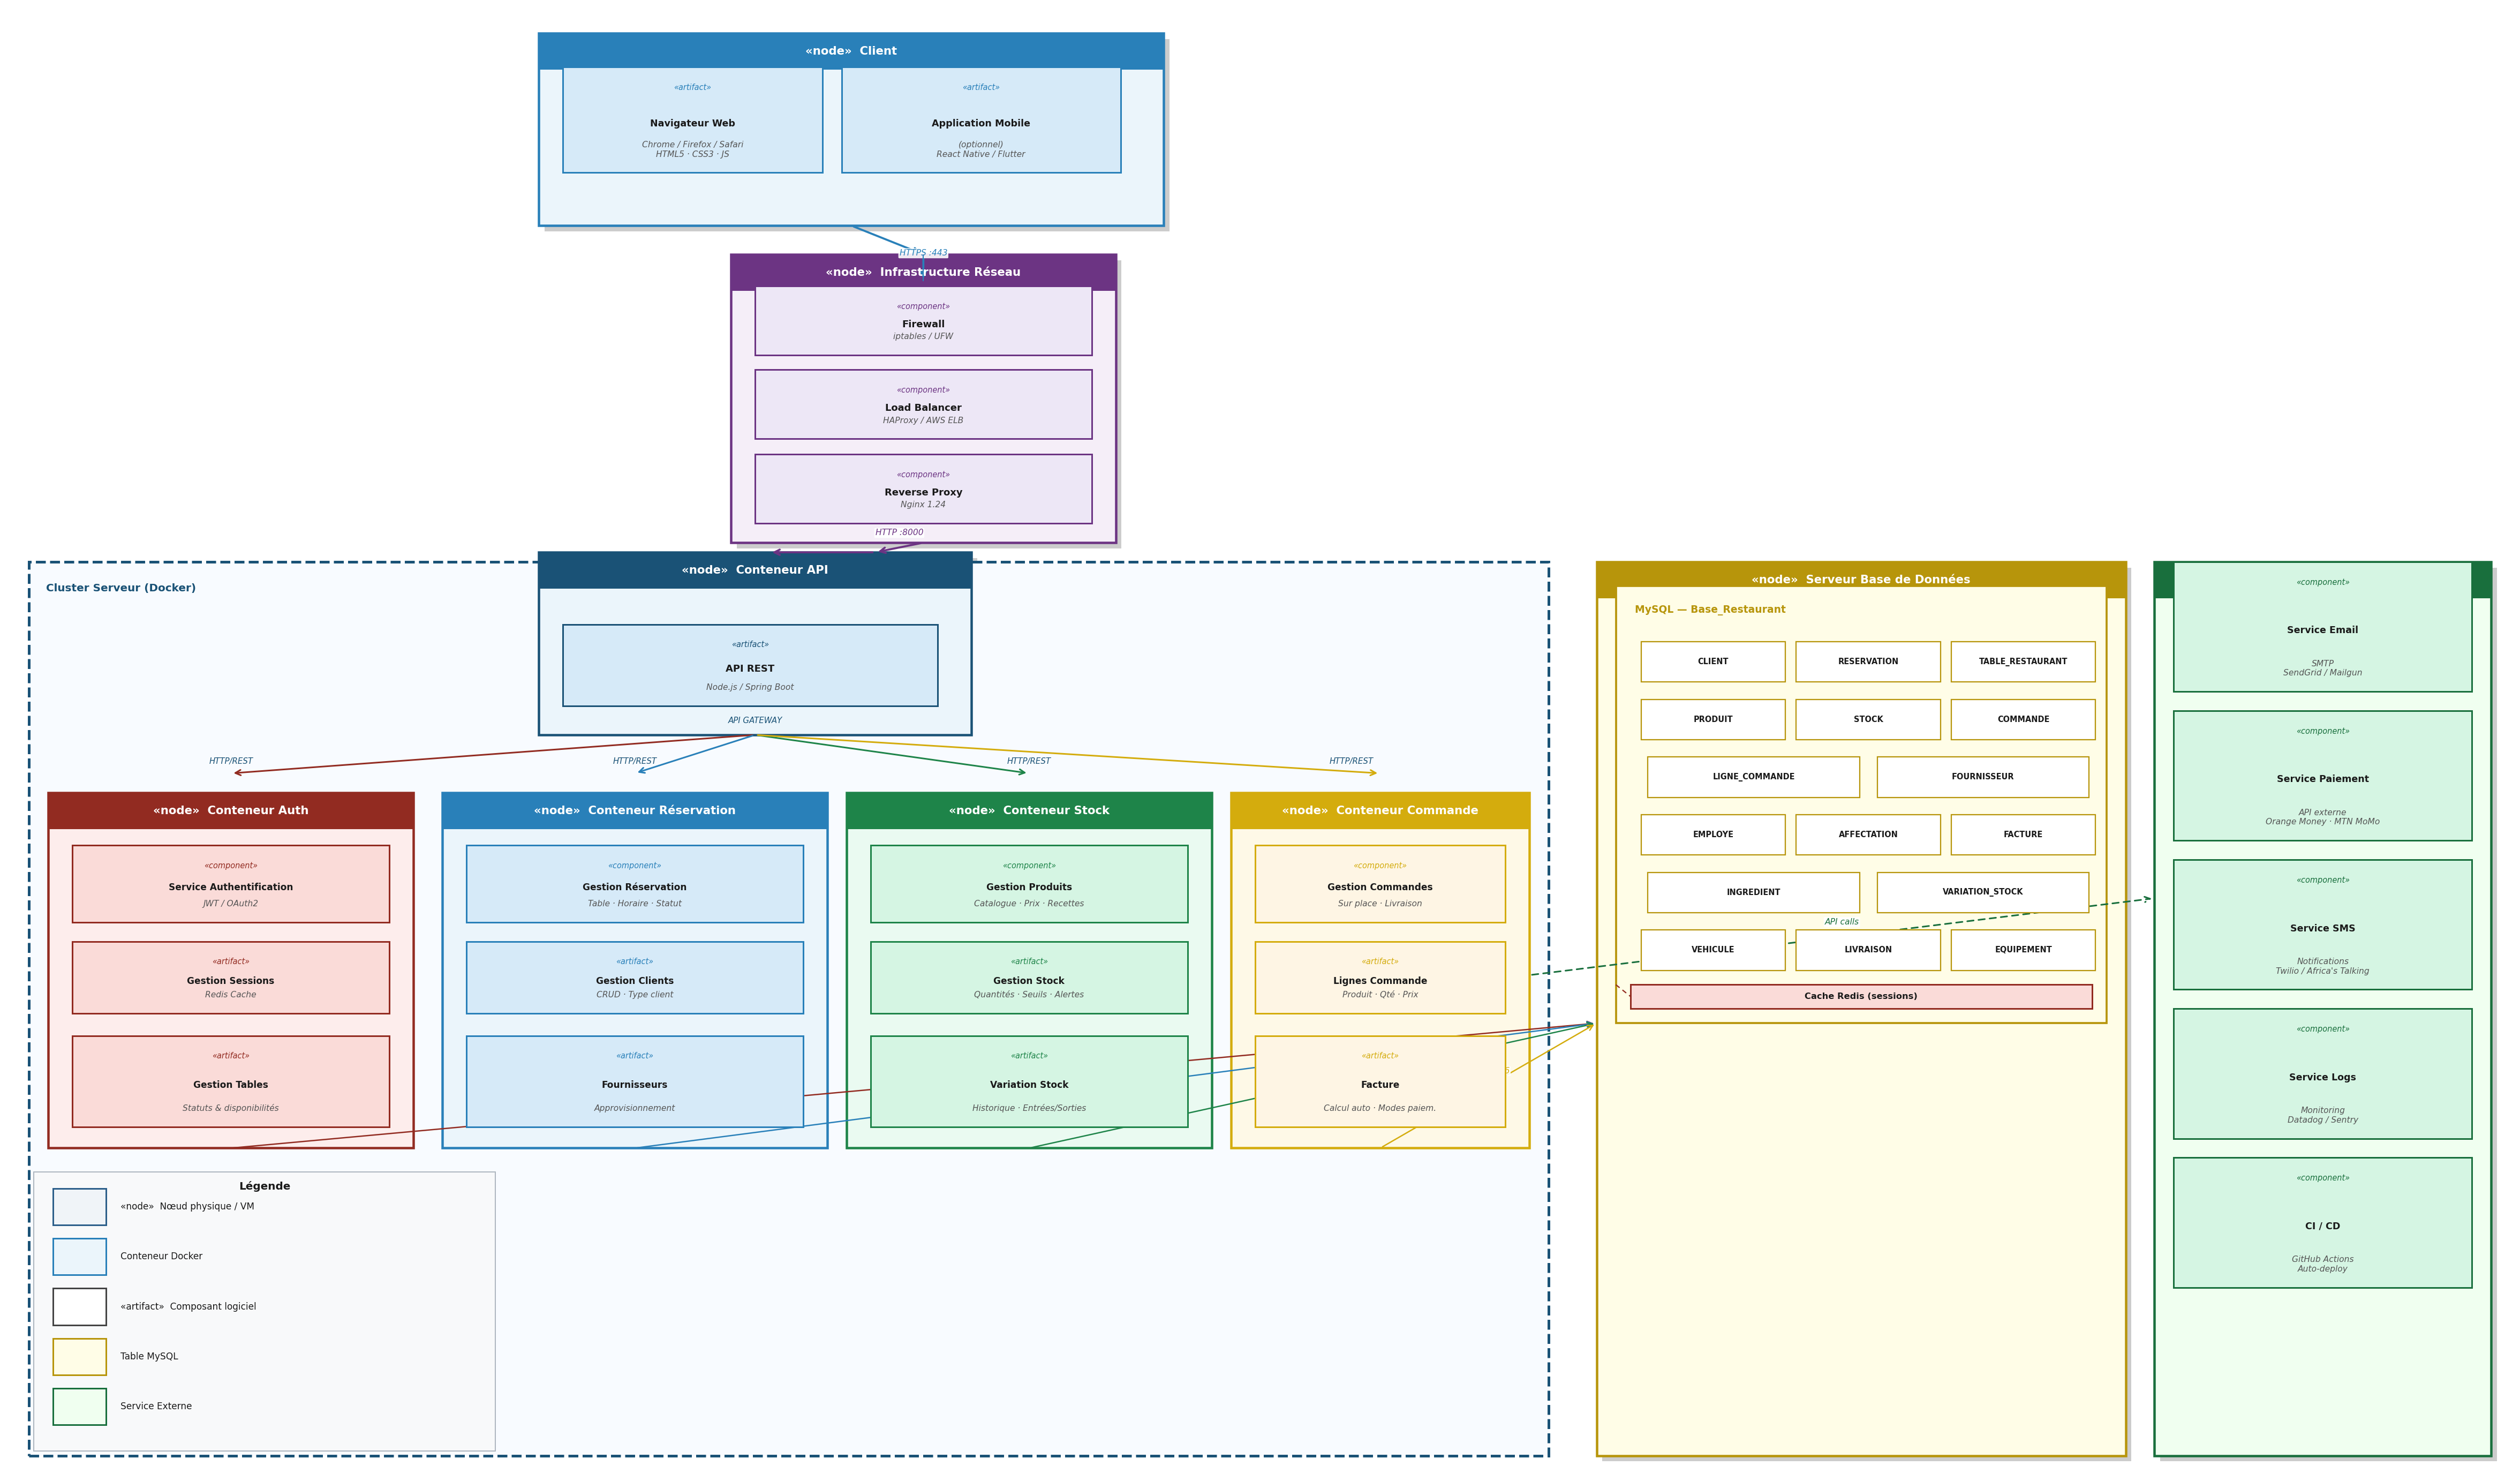 «node»  Client
«artifact»
Navigateur Web
Chrome / Firefox / Safari
HTML5 · CSS3 · JS
«artifact»
Application Mobile
(optionnel)
React Native / Flutter
HTTPS :443
«node»  Infrastructure Réseau
«component»
Firewall
iptables / UFW
«component»
Load Balancer
HAProxy / AWS ELB
«component»
Reverse Proxy
Nginx 1.24
HTTP :8000
Cluster Serveur (Docker)
«node»  Conteneur API
«artifact»
API REST
Node.js / Spring Boot
API GATEWAY
HTTP/REST
HTTP/REST
HTTP/REST
HTTP/REST
«node»  Conteneur Auth
«component»
Service Authentification
JWT / OAuth2
«artifact»
Gestion Sessions
Redis Cache
«artifact»
Gestion Tables
Statuts & disponibilités
«node»  Conteneur Réservation
«component»
Gestion Réservation
Table · Horaire · Statut
«artifact»
Gestion Clients
CRUD · Type client
«artifact»
Fournisseurs
Approvisionnement
«node»  Conteneur Stock
«component»
Gestion Produits
Catalogue · Prix · Recettes
«artifact»
Gestion Stock
Quantités · Seuils · Alertes
«artifact»
Variation Stock
Historique · Entrées/Sorties
«node»  Conteneur Commande
«component»
Gestion Commandes
Sur place · Livraison
«artifact»
Lignes Commande
Produit · Qté · Prix
«artifact»
Facture
Calcul auto · Modes paiem.
«node»  Serveur Base de Données
MySQL — Base_Restaurant
CLIENT
RESERVATION
TABLE_RESTAURANT
PRODUIT
STOCK
COMMANDE
LIGNE_COMMANDE
FOURNISSEUR
EMPLOYE
AFFECTATION
FACTURE
INGREDIENT
VARIATION_STOCK
API calls
VEHICULE
LIVRAISON
EQUIPEMENT
Cache Redis (sessions)
«component»
Service Email
SMTP
SendGrid / Mailgun
«component»
Service Paiement
API externe
Orange Money · MTN MoMo
«component»
Service SMS
Notifications
Twilio / Africa's Talking
«component»
Service Logs
Monitoring
Datadog / Sentry
«component»
CI / CD
GitHub Actions
Auto-deploy
Légende
«node»  Nœud physique / VM
Conteneur Docker
«artifact»  Composant logiciel
Table MySQL
Service Externe